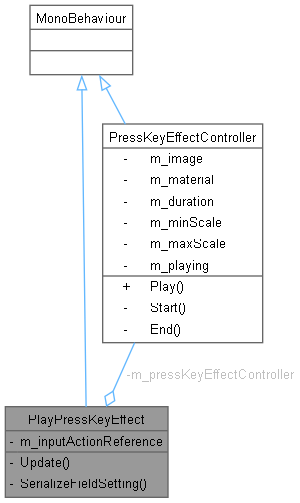 MonoBehaviour
PressKeyEffectController
- m_image
- m_material
- m_duration
- m_minScale
- m_maxScale
- m_playing
+ Play()
- Start()
- End()
-m_pressKeyEffectController
PlayPressKeyEffect
- m_inputActionReference
- Update()
- SerializeFieldSetting()